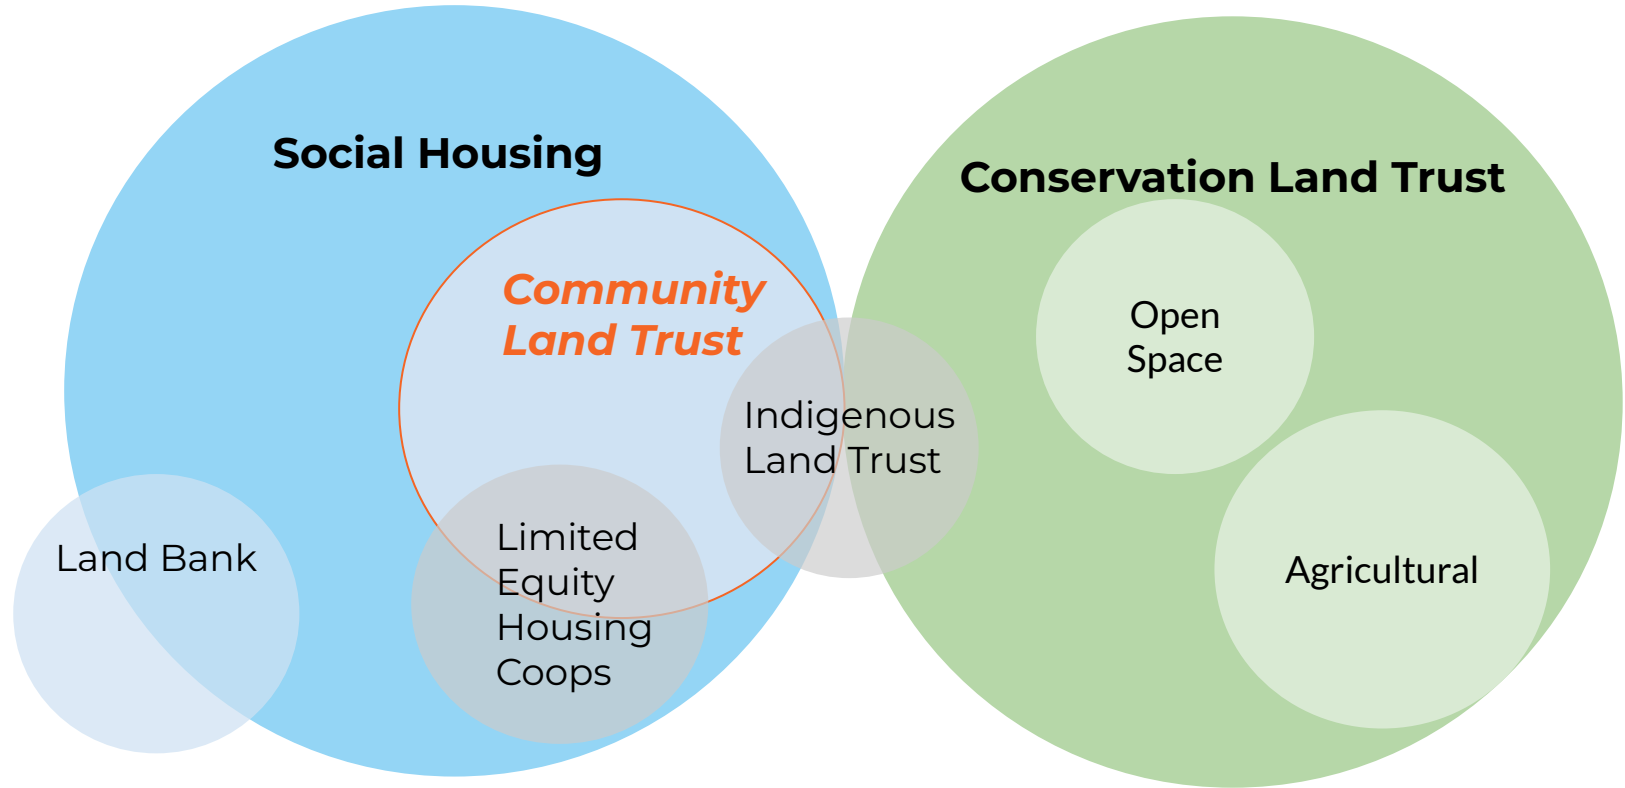 Social Housing
Conservation Land Trust
Community
Land Trust
Open
Space
Indigenous
Land Trust
Land Bank
Limited
Equity
Housing
Coops
Agricultural